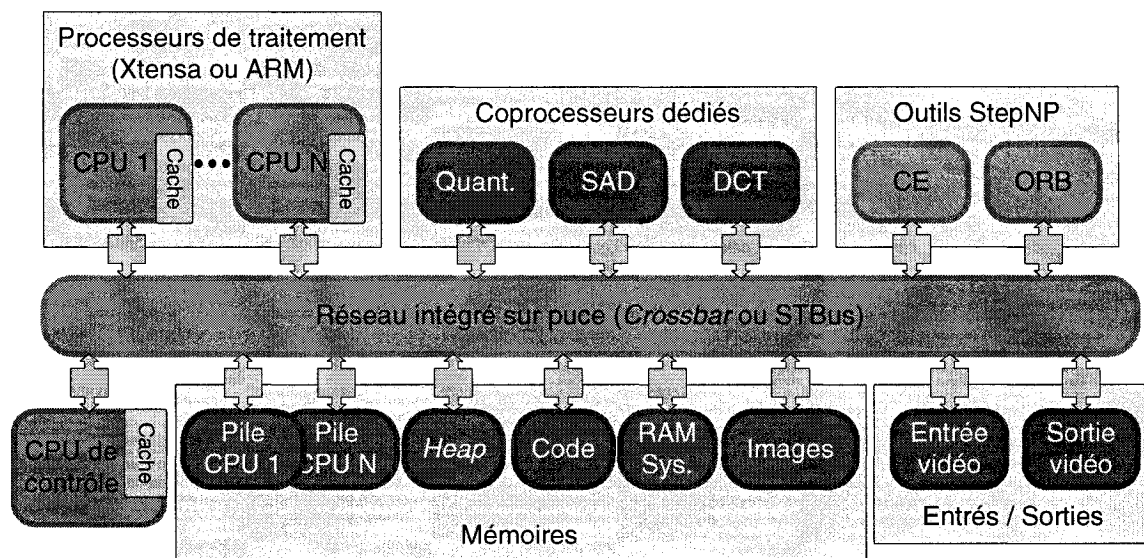 Processeurs de traitement
(Xtensa ou ARM)
CPU 1
Cache
CPU N
Cache
Coprocesseurs dédiés
Quant.
SAD
DCT
Outils StepNP
CE
ORB
Réseau intégré sur puce (Crossbar ou STBus)
CPU de
contrôle
Cache
Pile
CPU 1
Pile
CPU N
Heap
Code
RAM
Sys.
Images
Mémoires
Entrée
vidéo
Sortie
vidéo
Entrés / Sorties